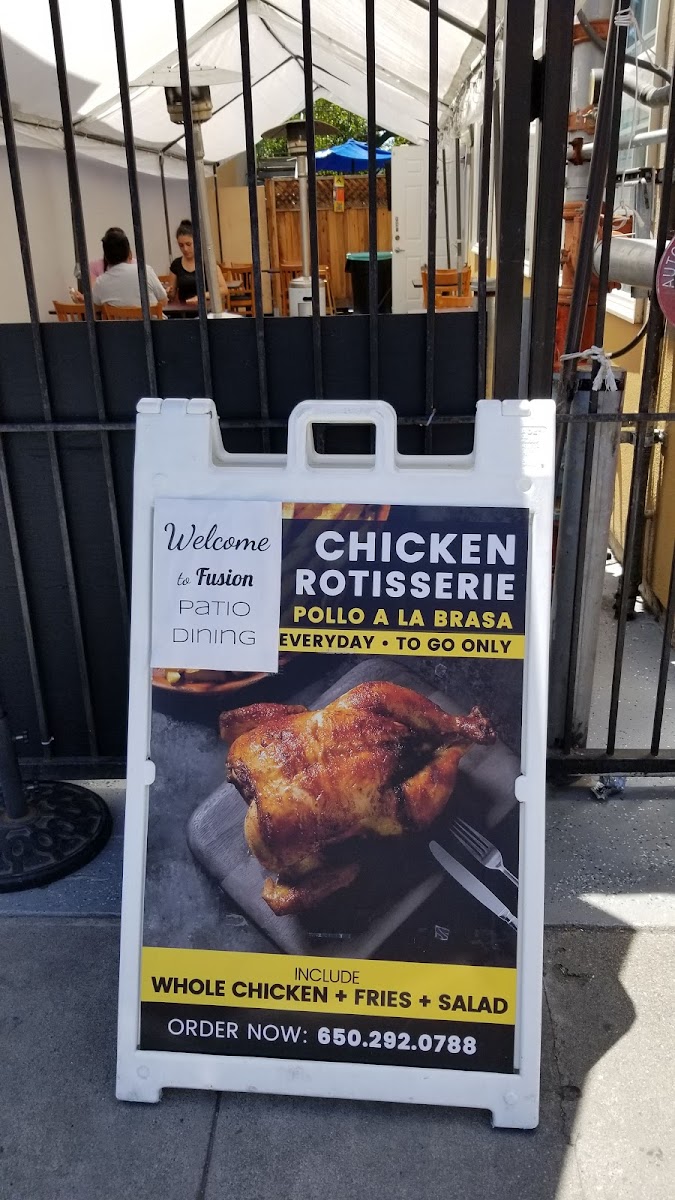 Welcome
to Fusion
PATIO
DINING
CHICKEN
ROTISSERIE
POLLO A LA BRASA
EVERYDAY • TO GO ONLY
INCLUDE
WHOLE CHICKEN + FRIES + SALAD
ORDER NOW: 650.292.0788
AUTO